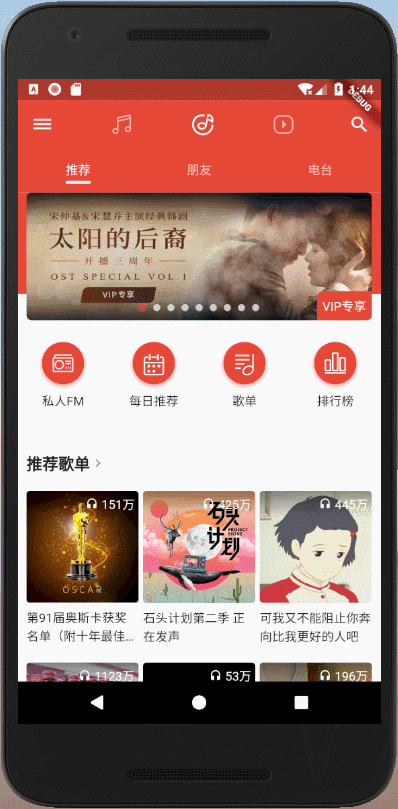 1:44
DEBUG
推荐
朋友
电台
宋仲基&宋慧乔主演经典韩剧
太阳的后裔
开播三周年
OST SPECIAL VOL.1
VIP专享
VIP专享
私人FM
每日推荐
歌单
排行榜
推荐歌单
151万
425万
445万
石头计划
PROJECT STONE
OSCAR
第91届奥斯卡获奖
名单（附十年最佳...
石头计划第二季 正
在发声
可我又不能阻止你奔
向比我更好的人吧
1123万
53万
196万